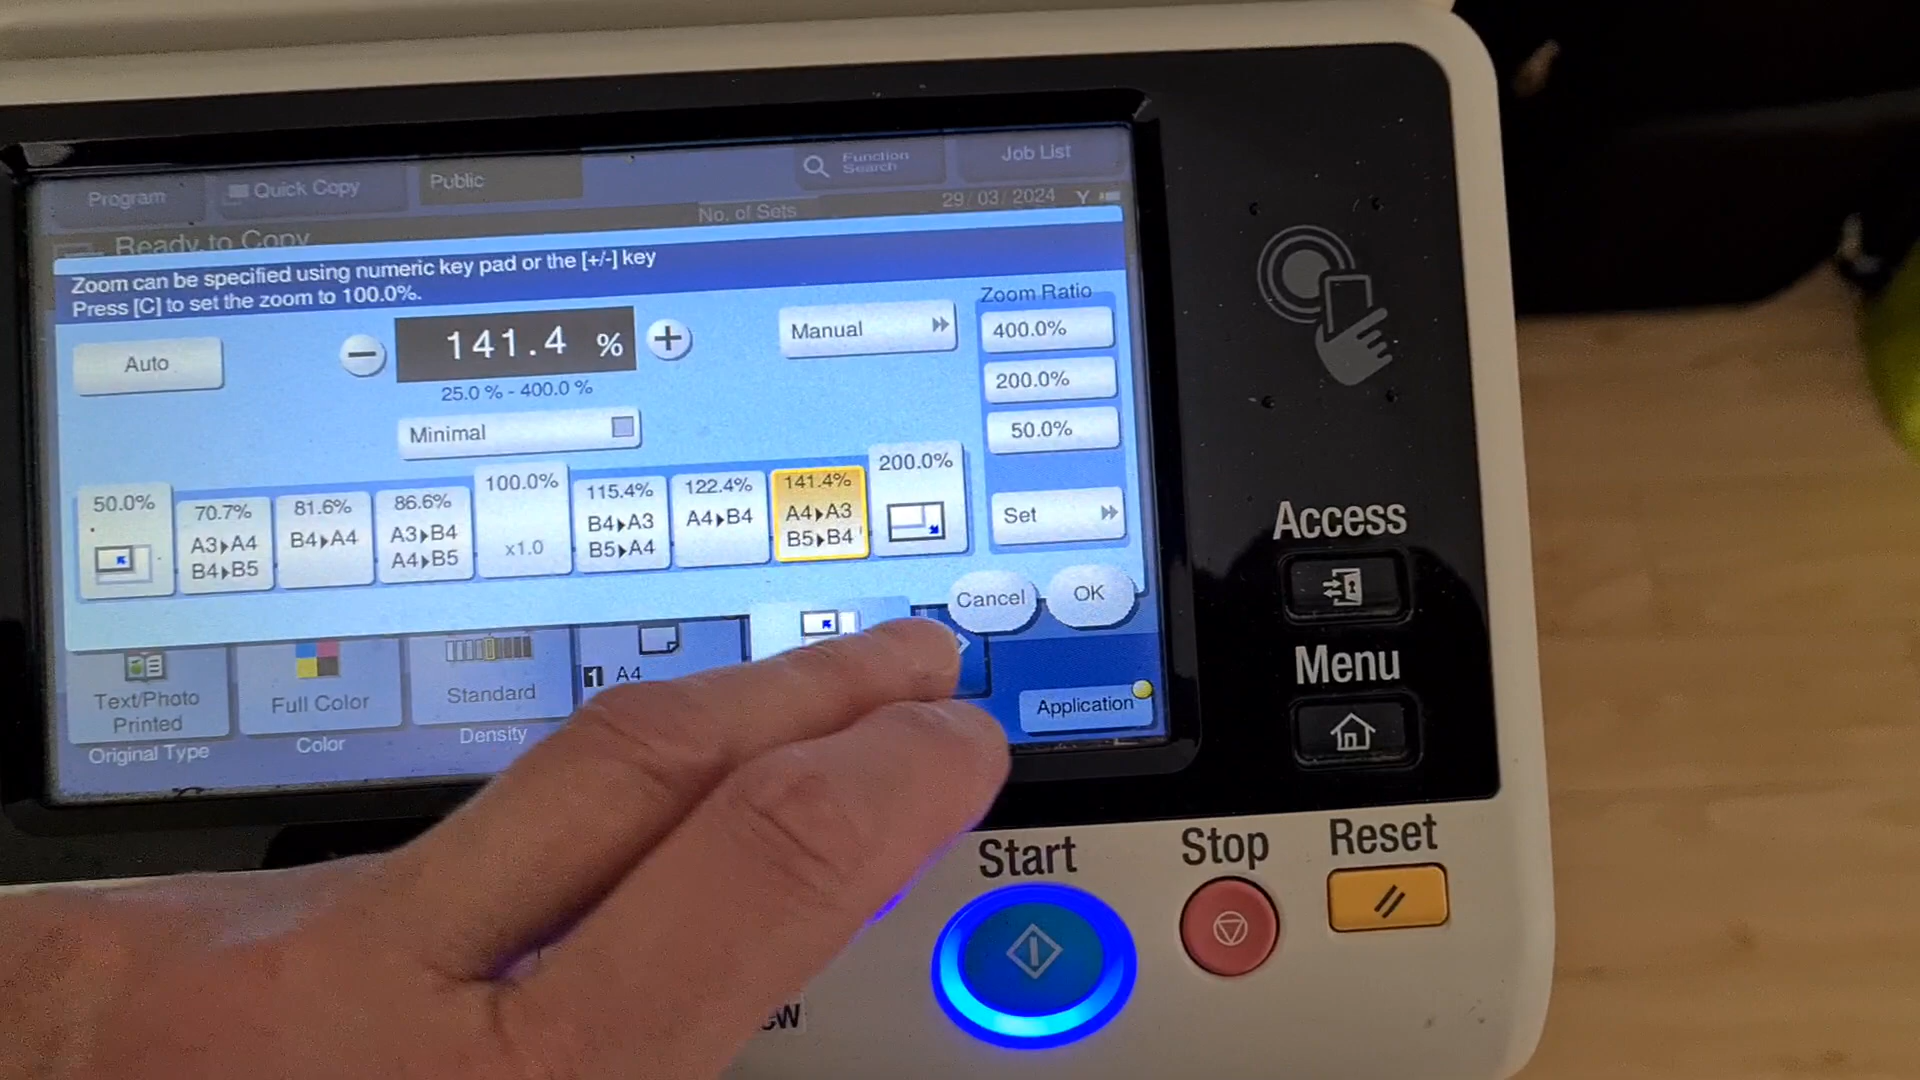 Program
Quick Copy
Public
Function
Search
Job List
Ready to Copy
No. of Sets
29/03/2024
Y
Zoom can be specified using numeric key pad or the [+/-] key
Press [C] to set the zoom to 100.0%.
Auto
−
141.4 %
+
25.0 % - 400.0 %
Manual
Minimal
Zoom Ratio
400.0%
200.0%
50.0%
Set
50.0%
70.7%
A3▸A4
B4▸B5
81.6%
B4▸A4
86.6%
A3▸B4
A4▸B5
100.0%
x1.0
115.4%
B4▸A3
B5▸A4
122.4%
A4▸B4
141.4%
A4▸A3
B5▸B4
200.0%
Cancel
OK
Text/Photo
Printed
Original Type
Full Color
Color
Standard
Density
1 A4
Application
Access
Menu
Start
Stop
Reset